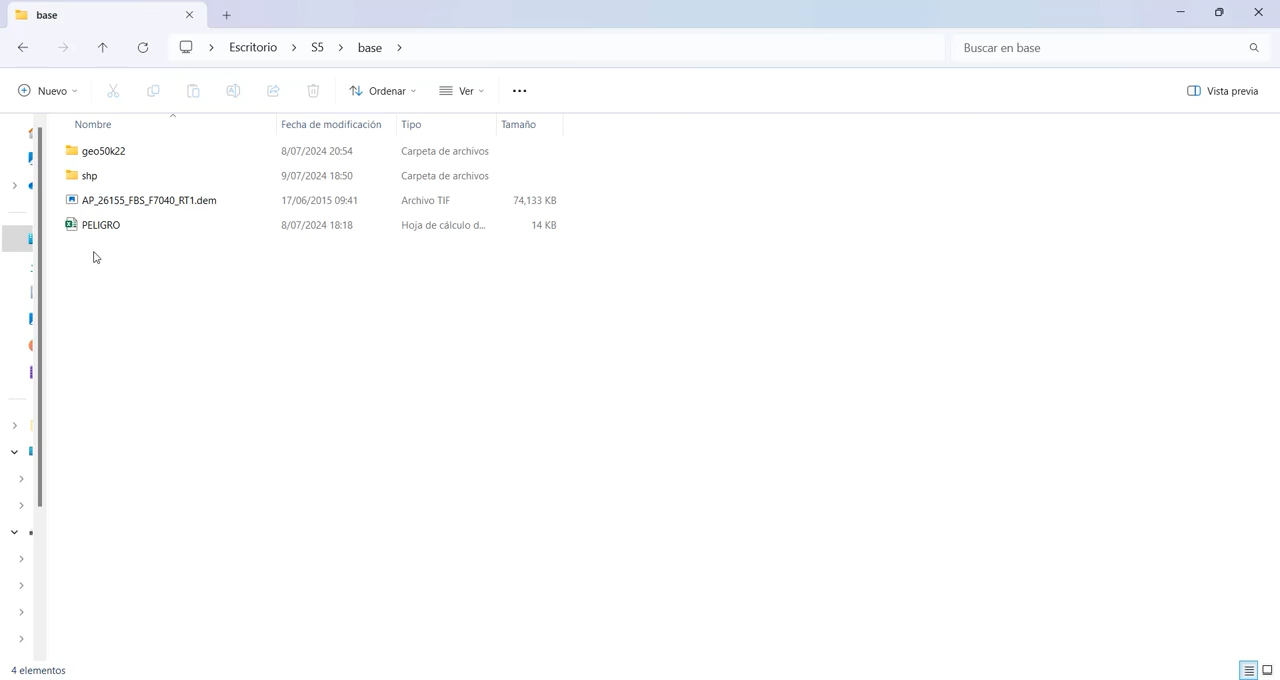 base
Escritorio > S5 > base >
Buscar en base
Nuevo
Ordenar
Ver
Vista previa
Nombre Fecha de modificación Tipo Tamaño
geo50k22 8/07/2024 20:54 Carpeta de archivos
shp 9/07/2024 18:50 Carpeta de archivos
AP_26155_FBS_F7040_RT1.dem 17/06/2015 09:41 Archivo TIF 74,133 KB
PELIGRO 8/07/2024 18:18 Hoja de cálculo d... 14 KB
4 elementos